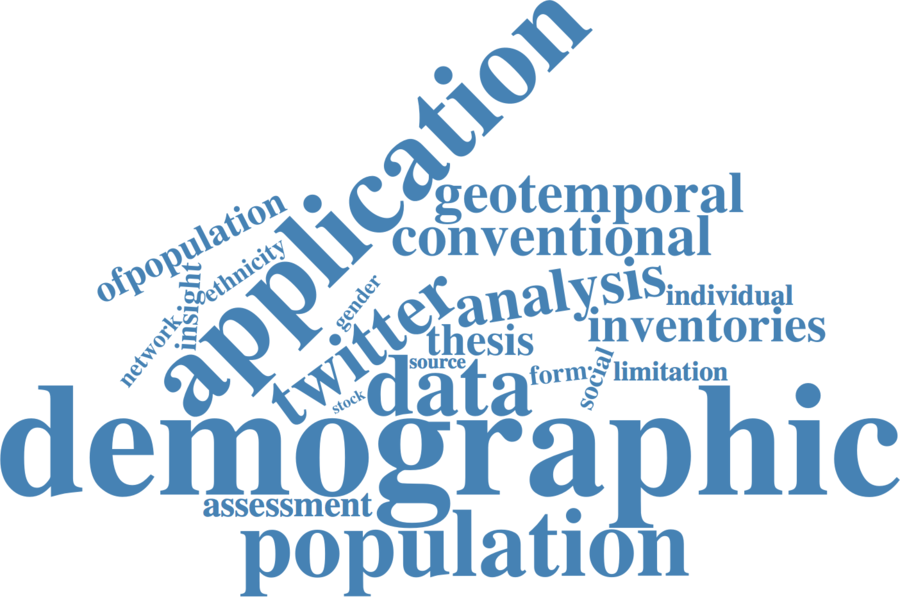 application
geotemporal
conventional
ofpopulation
ethnicity
insight
network
gender
twitter
analysis
individual
inventories
thesis
source
data
form
social
limitation
stock
demographic
assessment
population